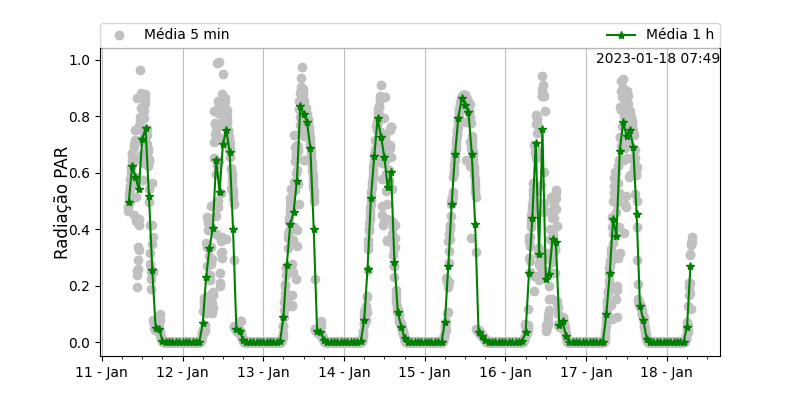 Média 5 min
Média 1 h
2023-01-18 07:49
Radiação PAR
1.0
0.8
0.6
0.4
0.2
0.0
11 - Jan
12 - Jan
13 - Jan
14 - Jan
15 - Jan
16 - Jan
17 - Jan
18 - Jan